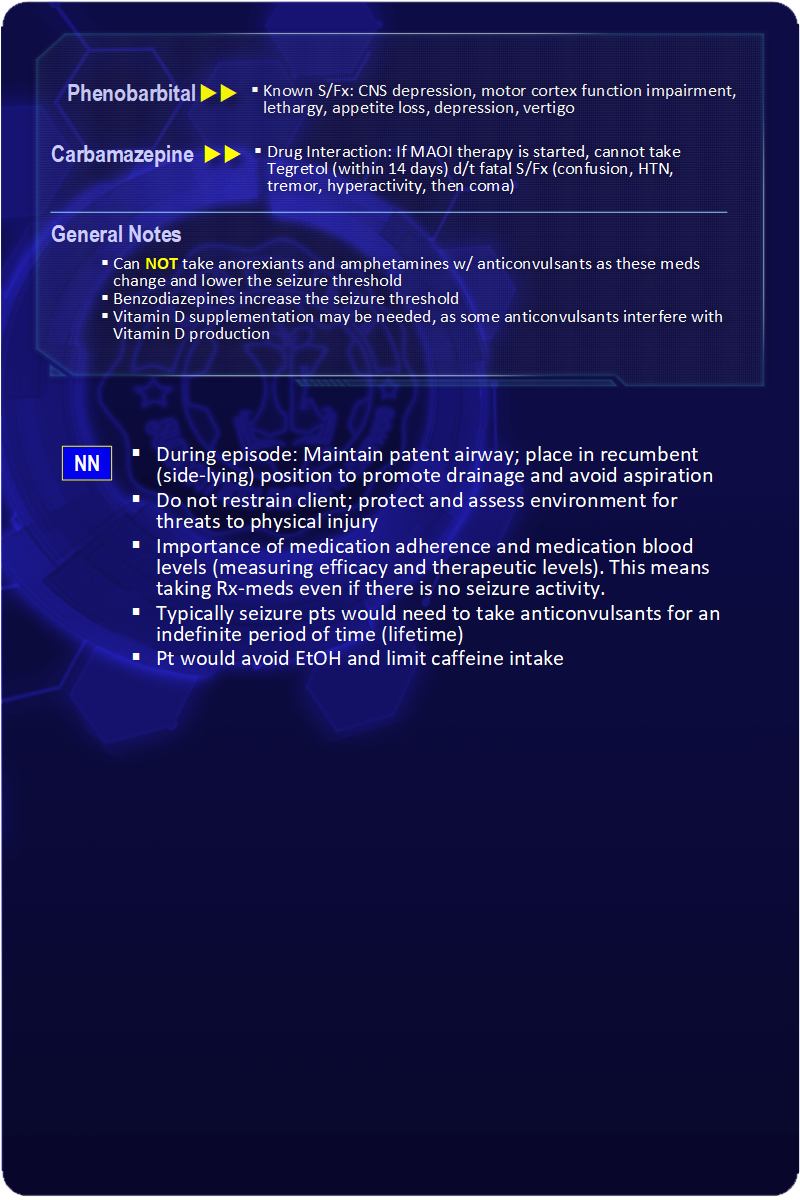 Phenobarbital ▶▶ ▪ Known S/Fx: CNS depression, motor cortex function impairment,
lethargy, appetite loss, depression, vertigo
Carbamazepine ▶▶ ▪ Drug Interaction: If MAOI therapy is started, cannot take
Tegretol (within 14 days) d/t fatal S/Fx (confusion, HTN,
tremor, hyperactivity, then coma)
General Notes
▪ Can NOT take anorexiants and amphetamines w/ anticonvulsants as these meds
change and lower the seizure threshold
▪ Benzodiazepines increase the seizure threshold
▪ Vitamin D supplementation may be needed, as some anticonvulsants interfere with
Vitamin D production
NN ▪ During episode: Maintain patent airway; place in recumbent
(side-lying) position to promote drainage and avoid aspiration
▪ Do not restrain client; protect and assess environment for
threats to physical injury
▪ Importance of medication adherence and medication blood
levels (measuring efficacy and therapeutic levels). This means
taking Rx-meds even if there is no seizure activity.
▪ Typically seizure pts would need to take anticonvulsants for an
indefinite period of time (lifetime)
▪ Pt would avoid EtOH and limit caffeine intake